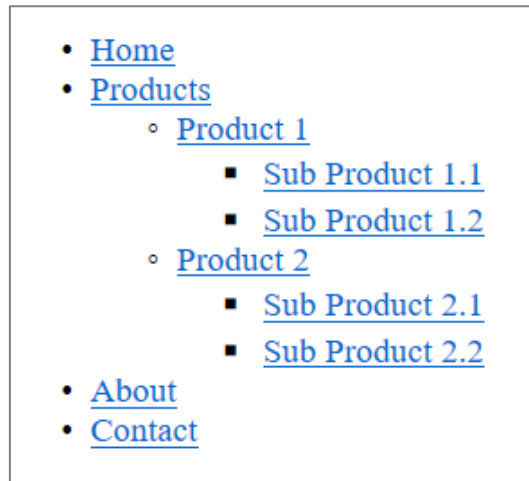 Home
Products
Product 1
Sub Product 1.1
Sub Product 1.2
Product 2
Sub Product 2.1
Sub Product 2.2
About
Contact